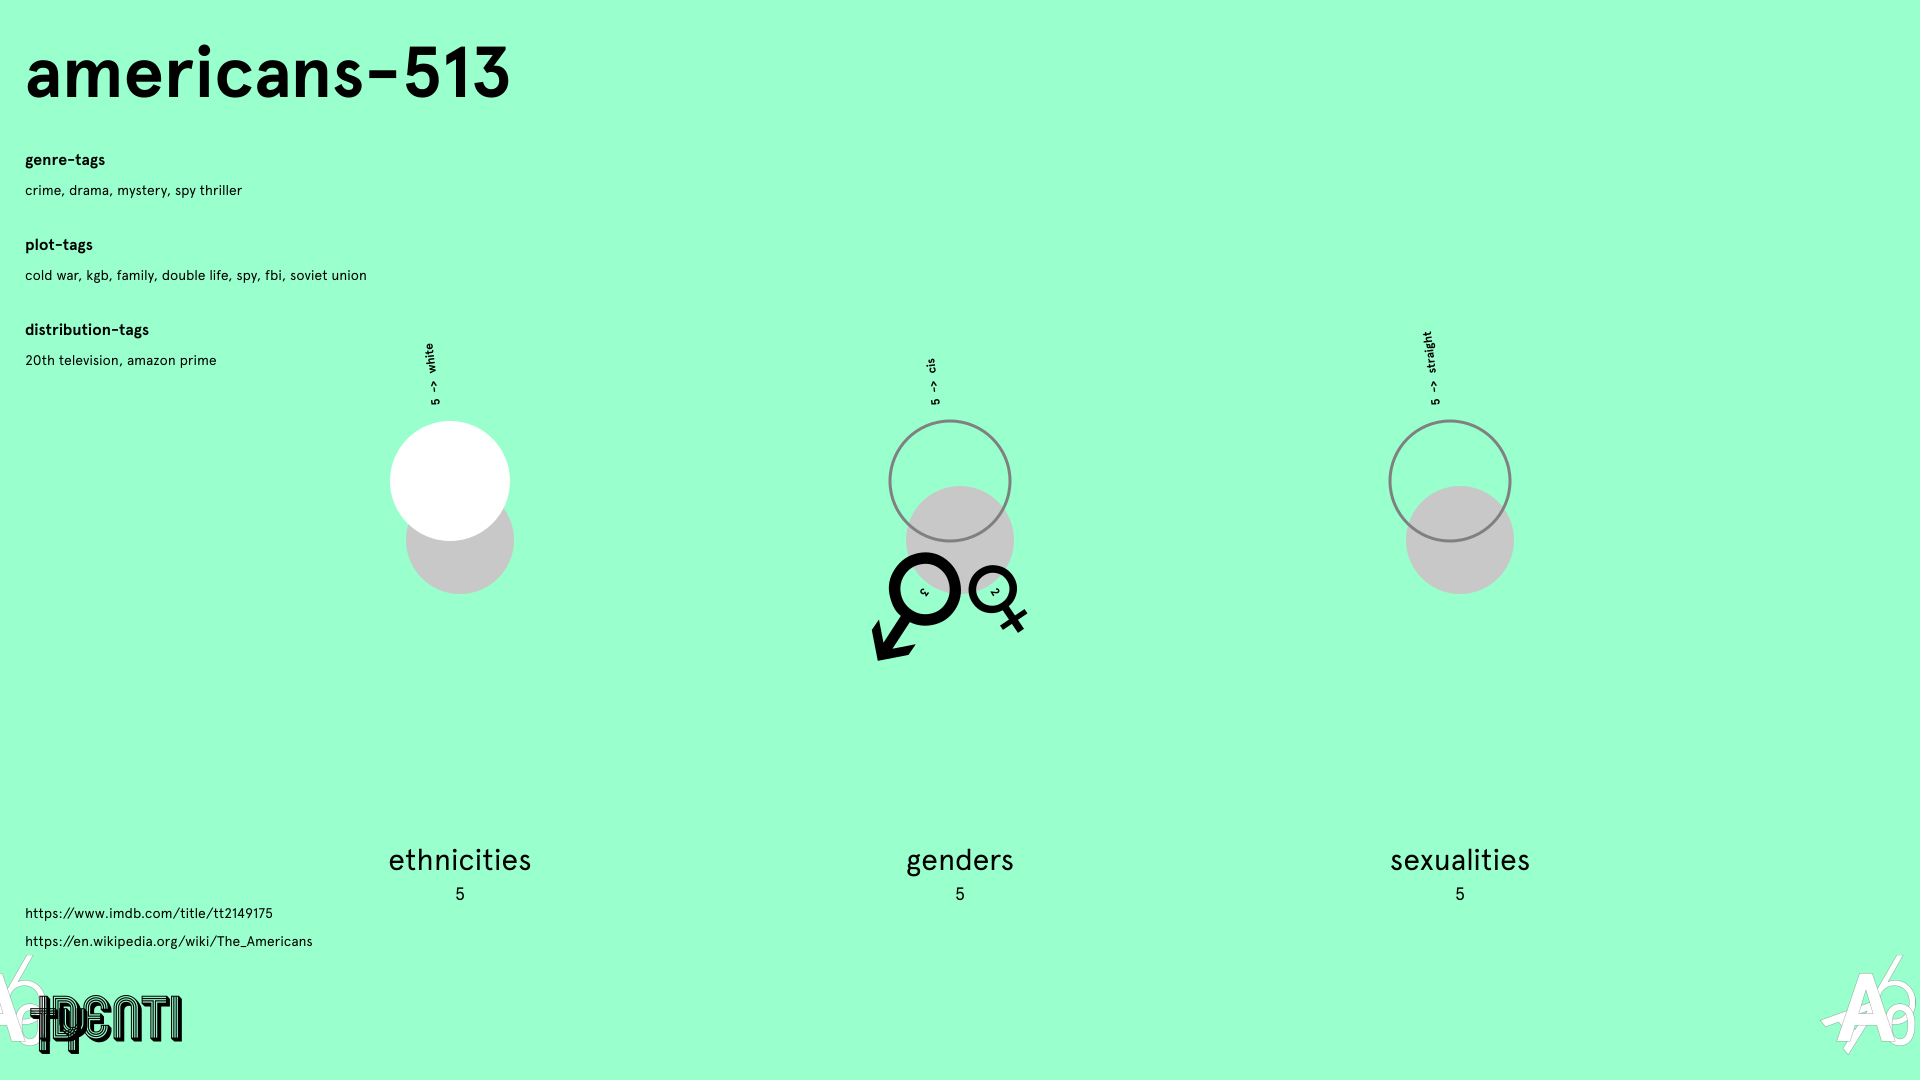 americans-513
genre-tags
crime, drama, mystery, spy thriller
plot-tags
cold war, kgb, family, double life, spy, fbi, soviet union
distribution-tags
20th television, amazon prime
5 -> white
5 -> cis
5 -> straight
3
2
ethnicities
5
genders
5
sexualities
5
https://www.imdb.com/title/tt2149175
https://en.wikipedia.org/wiki/The_Americans
IDENTI